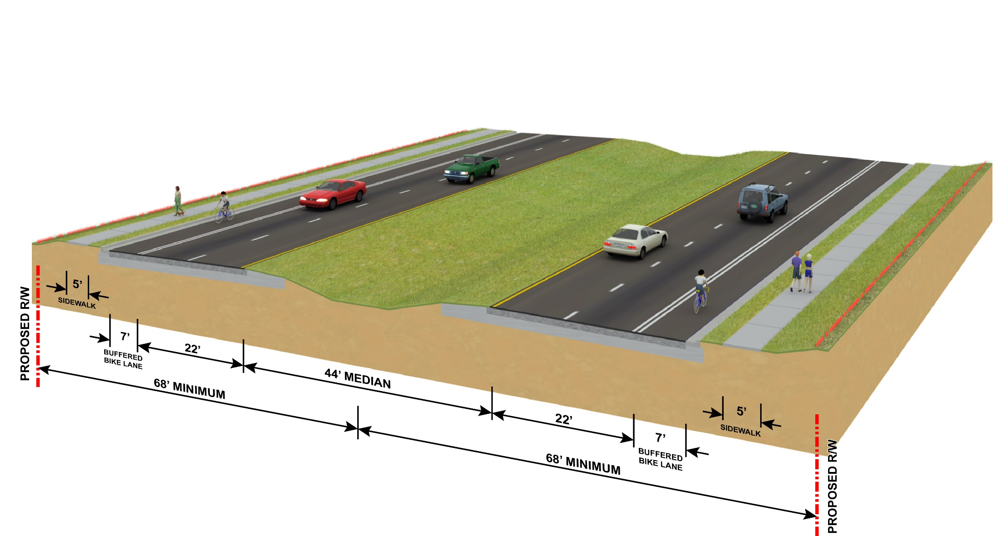 PROPOSED R/W
5’
SIDEWALK
7’
BUFFERED
BIKE LANE
22’
44’ MEDIAN
68’ MINIMUM
22’
7’
BUFFERED
BIKE LANE
5’
SIDEWALK
68’ MINIMUM
PROPOSED R/W